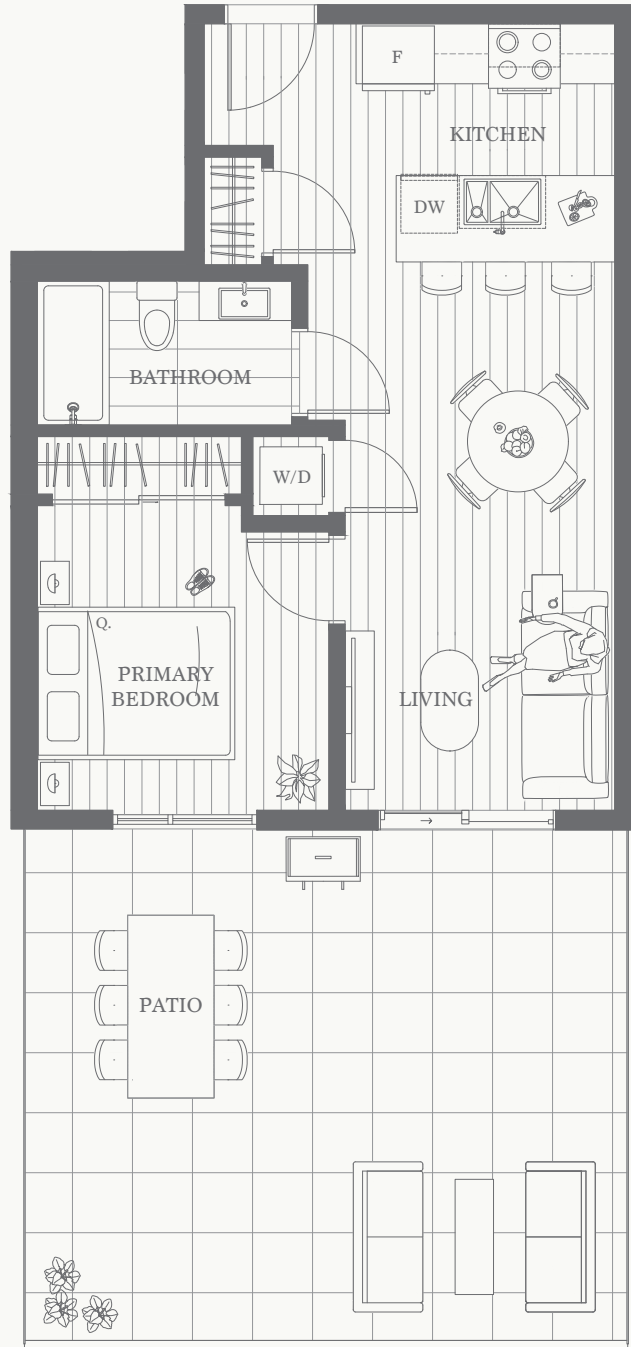 F
KITCHEN
DW
BATHROOM
W/D
Q.
PRIMARY
BEDROOM
LIVING
PATIO